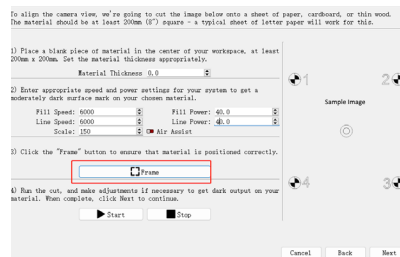 To align the camera view, we're going to cut the image below onto a sheet of paper, cardboard, or thin wood.
The material should be at least 200mm (8") square - a typical sheet of letter paper will work for this.
1) Place a blank piece of material in the center of your workspace, at least
200mm x 200mm. Set the material thickness appropriately.
Material Thickness 0.0
2) Enter appropriate speed and power settings for your system to get a
moderately dark surface mark on your chosen material.
Fill Speed: 6000 Fill Power: 40.0
Line Speed: 6000 Line Power: 40.0
Scale: 150 Air Assist
3) Click the "Frame" button to ensure that material is positioned correctly.
Frame
4) Run the cut, and make adjustments if necessary to get dark output on your
material. When complete, click Next to continue.
Start Stop
1 2
Sample Image
4 3
Cancel Back Next